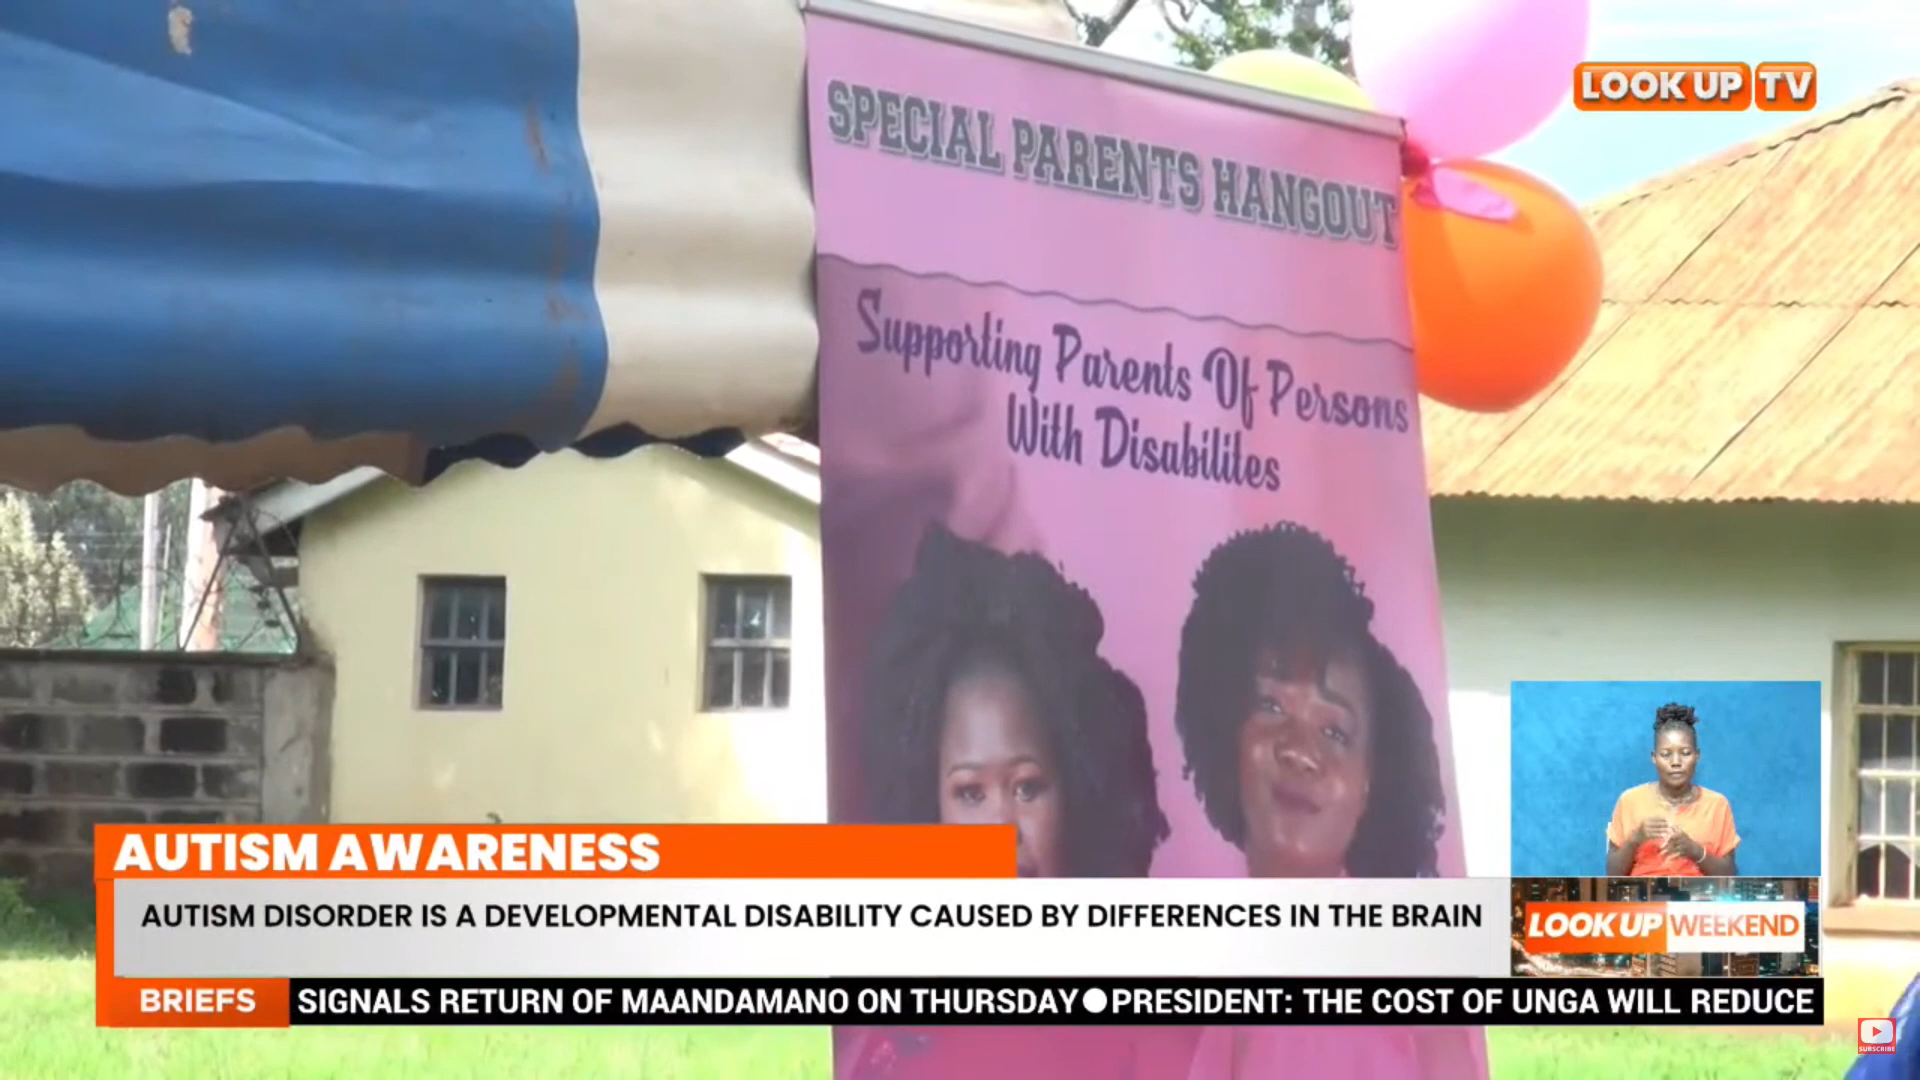 LOOK UP TV
SPECIAL PARENTS HANGOUT
Supporting Parents Of Persons
With Disabilites
AUTISM AWARENESS
AUTISM DISORDER IS A DEVELOPMENTAL DISABILITY CAUSED BY DIFFERENCES IN THE BRAIN
LOOK UP WEEKEND
BRIEFS SIGNALS RETURN OF MAANDAMANO ON THURSDAY●PRESIDENT: THE COST OF UNGA WILL REDUCE
SUBSCRIBE